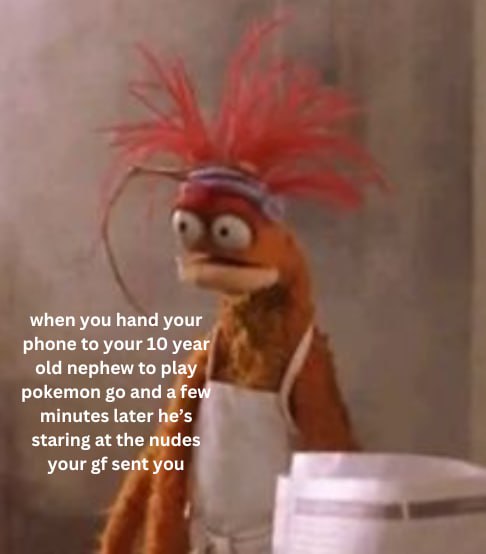 when you hand your
phone to your 10 year
old nephew to play
pokemon go and a few
minutes later he's
staring at the nudes
your gf sent you